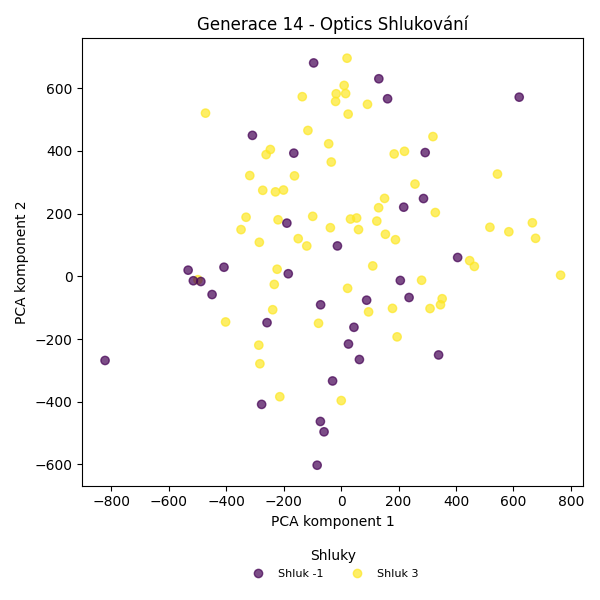 Generace 14 - Optics Shlukování
PCA komponent 2
600
400
200
0
−200
−400
−600
−800 −600 −400 −200 0 200 400 600 800
PCA komponent 1
Shluky
Shluk -1 Shluk 3